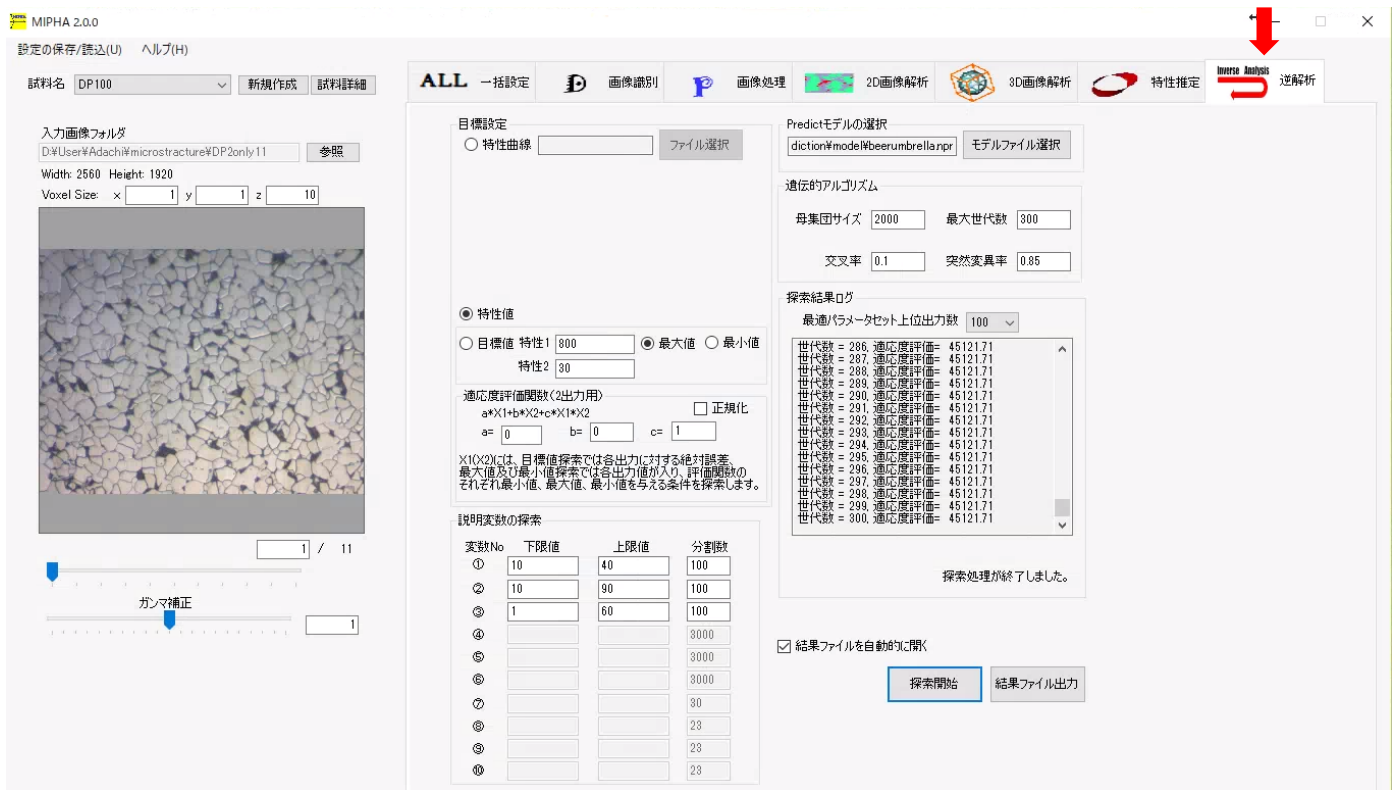 MIPHA 2.0.0
設定の保存/読込(U) ヘルプ(H)
試料名 DP100 新規作成 試料詳細
ALL 一括設定 D 画像識別 P 画像処理 2D画像解析 3D画像解析 特性推定 Inverse Analysis 逆解析
入力画像フォルダ
D:¥User¥Adachi¥microstracture¥DP2only11 参照
Width: 2560 Height: 1920
Voxel Size: x 1 y 1 z 10
1 / 11
ガンマ補正
1
目標設定
特性曲線 ファイル選択
特性値
目標値 特性1 800 最大値 最小値
特性2 30
適応度評価関数(2出力用)
a*X1+b*X2+c*X1*X2 正規化
a= 0 b= 0 c= 1
X1(X2)には、目標値探索では各出力に対する絶対誤差、
最大値及び最小値探索では各出力値が入り、評価関数の
それぞれ最小値、最大値、最小値を与える条件を探索します。
説明変数の探索
変数No 下限値 上限値 分割数
① 10 40 100
② 10 90 100
③ 1 60 100
④ 3000
⑤ 3000
⑥ 3000
⑦ 30
⑧ 23
⑨ 23
⑩ 23
Predictモデルの選択
diction¥model¥beerumbrella.npr モデルファイル選択
遺伝的アルゴリズム
母集団サイズ 2000 最大世代数 300
交叉率 0.1 突然変異率 0.85
探索結果ログ
最適パラメータセット上位出力数 100
世代数 = 286, 適応度評価= 45121.71
世代数 = 287, 適応度評価= 45121.71
世代数 = 288, 適応度評価= 45121.71
世代数 = 289, 適応度評価= 45121.71
世代数 = 290, 適応度評価= 45121.71
世代数 = 291, 適応度評価= 45121.71
世代数 = 292, 適応度評価= 45121.71
世代数 = 293, 適応度評価= 45121.71
世代数 = 294, 適応度評価= 45121.71
世代数 = 295, 適応度評価= 45121.71
世代数 = 296, 適応度評価= 45121.71
世代数 = 297, 適応度評価= 45121.71
世代数 = 298, 適応度評価= 45121.71
世代数 = 299, 適応度評価= 45121.71
世代数 = 300, 適応度評価= 45121.71
探索処理が終了しました。
結果ファイルを自動的に開く
探索開始 結果ファイル出力